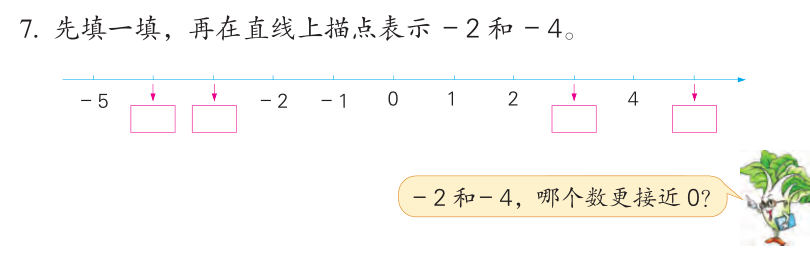 7. 先填一填，再在直线上描点表示 －2 和 －4。
－5 －2 －1 0 1 2 4
－2 和－4，哪个数更接近 0？